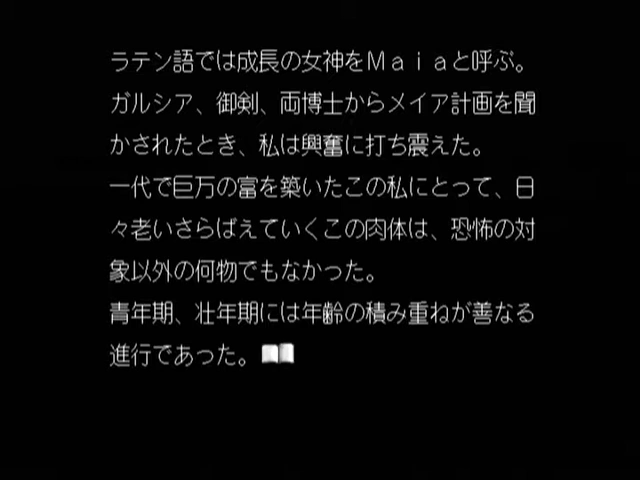 ラテン語では成長の女神をＭａｉａと呼ぶ。
ガルシア、御剣、両博士からメイア計画を聞
かされたとき、私は興奮に打ち震えた。
一代で巨万の富を築いたこの私にとって、日
々老いさらばえていくこの肉体は、恐怖の対
象以外の何物でもなかった。
青年期、壮年期には年齢の積み重ねが善なる
進行であった。